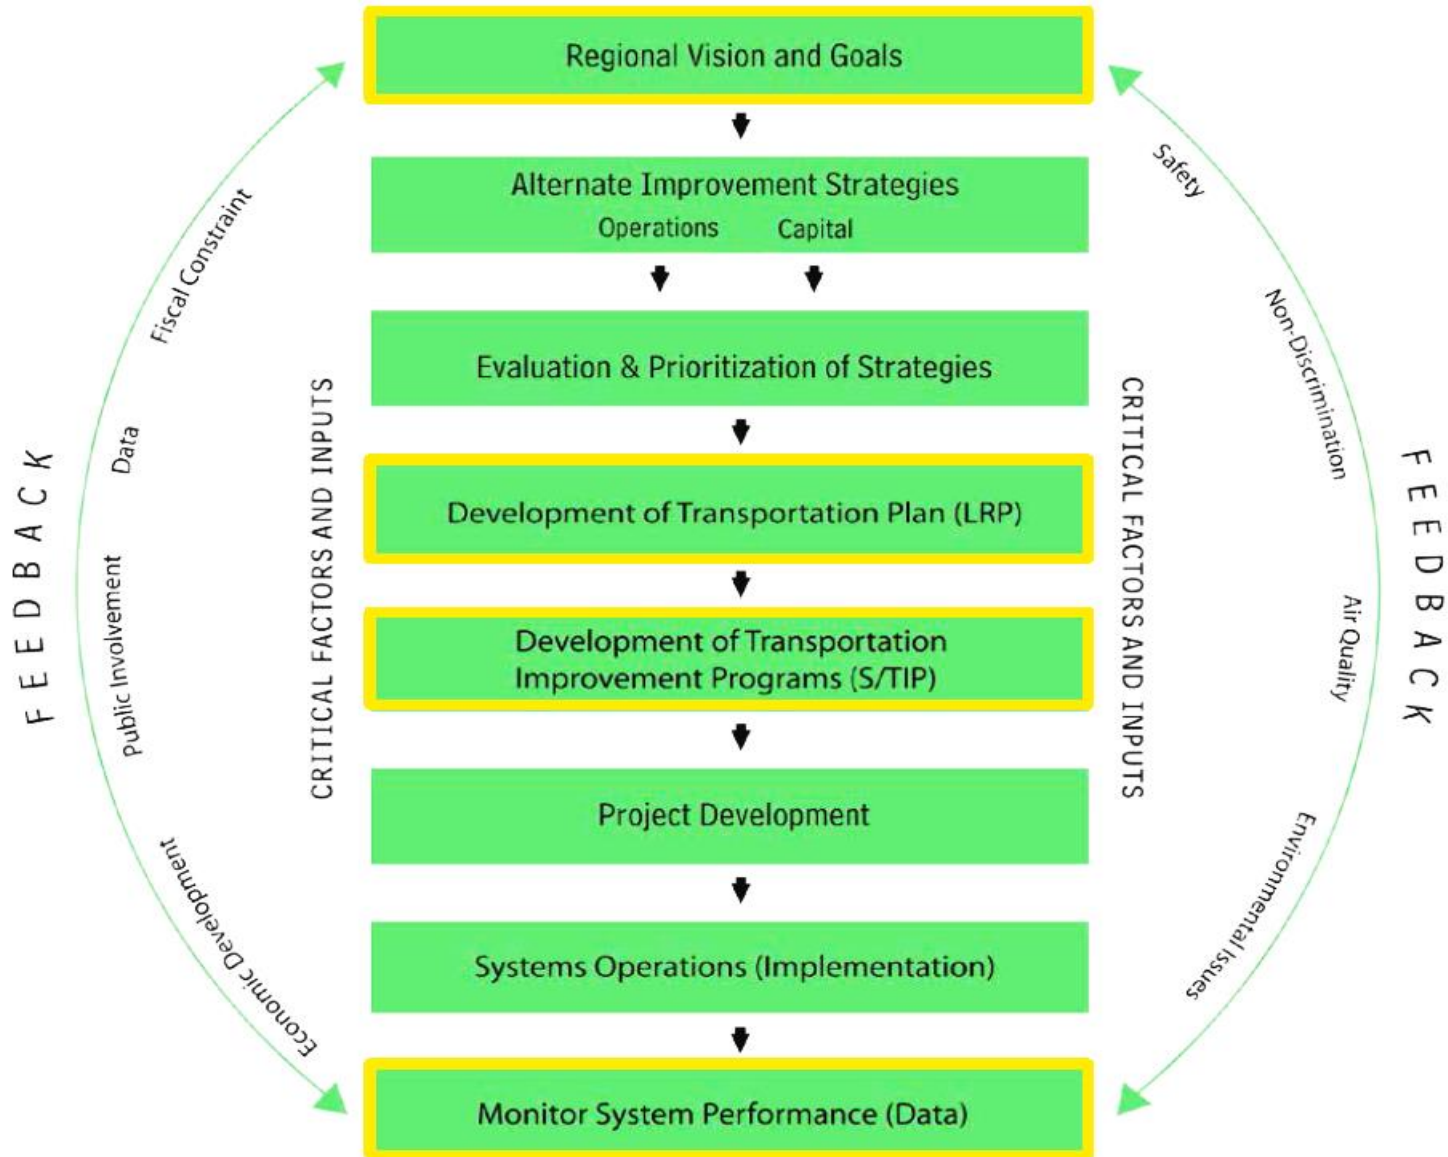 Regional Vision and Goals
Alternate Improvement Strategies
Operations Capital
Evaluation & Prioritization of Strategies
Development of Transportation Plan (LRP)
Development of Transportation
Improvement Programs (S/TIP)
Project Development
Systems Operations (Implementation)
Monitor System Performance (Data)
FEEDBACK
Fiscal Constraint
Data
Public Involvement
Economic Development
CRITICAL FACTORS AND INPUTS
CRITICAL FACTORS AND INPUTS
Safety
Non-Discrimination
Air Quality
Environmental Issues
FEEDBACK